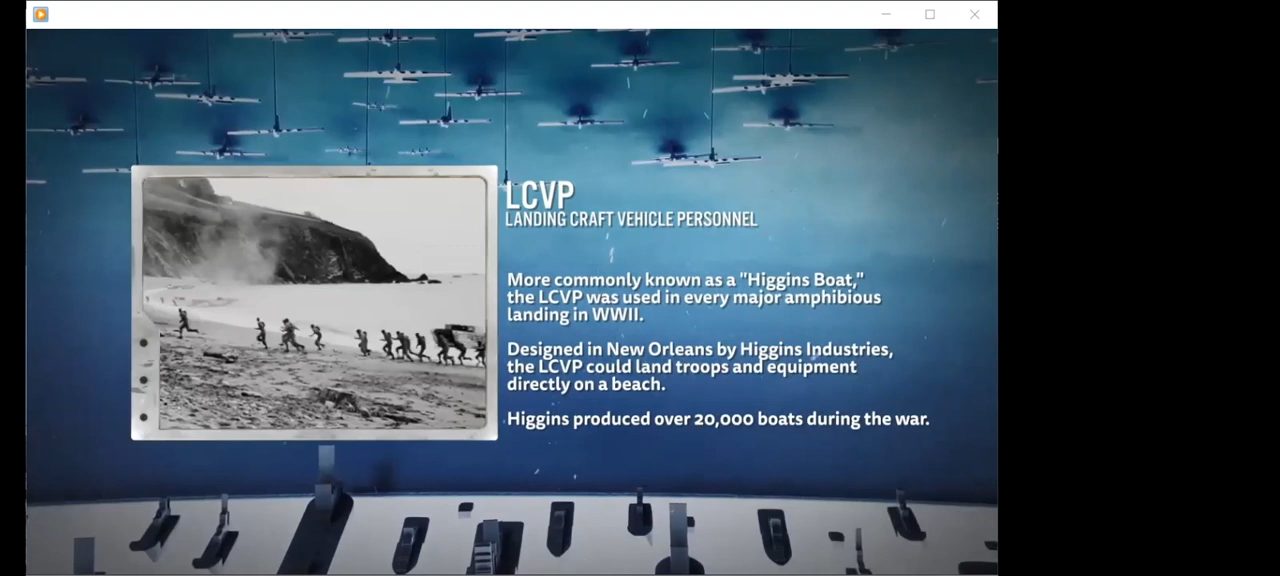 LCVP
LANDING CRAFT VEHICLE PERSONNEL
More commonly known as a "Higgins Boat,"
the LCVP was used in every major amphibious
landing in WWII.
Designed in New Orleans by Higgins Industries,
the LCVP could land troops and equipment
directly on a beach.
Higgins produced over 20,000 boats during the war.